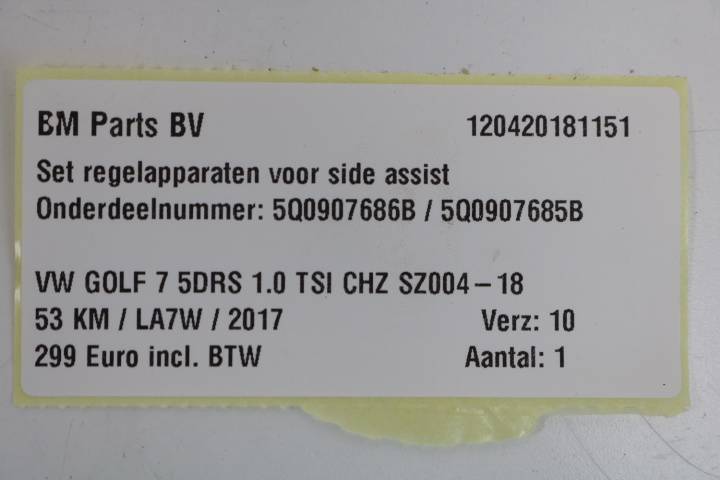 BM Parts BV 120420181151
Set regelapparaten voor side assist
Onderdeelnummer: 5Q0907686B / 5Q0907685B
VW GOLF 7 5DRS 1.0 TSI CHZ SZ004-18
53 KM / LA7W / 2017 Verz: 10
299 Euro incl. BTW Aantal: 1